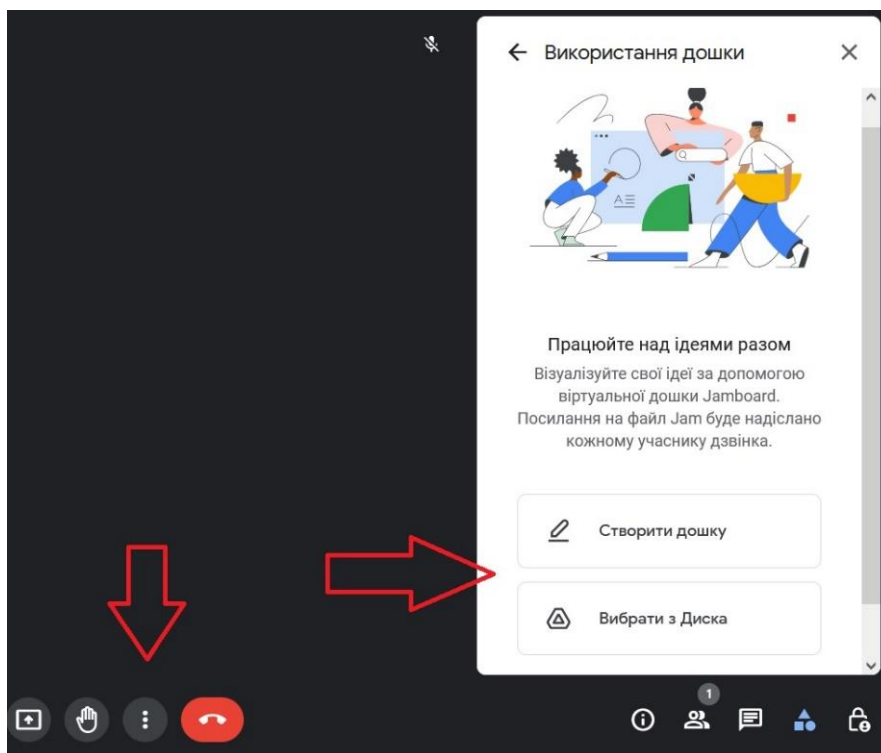 Використання дошки
A
Працюйте над ідеями разом
Візуалізуйте свої ідеї за допомогою
віртуальної дошки Jamboard.
Посилання на файл Jam буде надіслано
кожному учаснику дзвінка.
Створити дошку
Вибрати з Диска
1